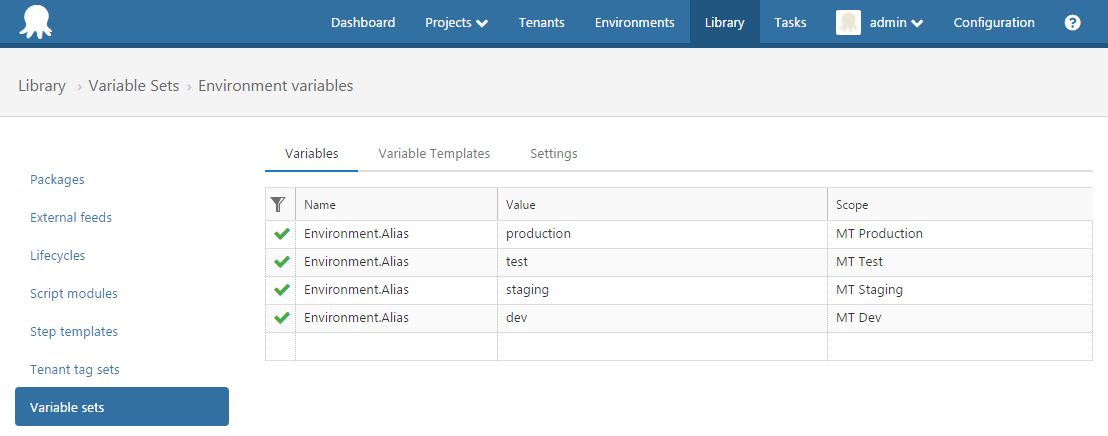 Dashboard Projects Tenants Environments Library Tasks admin Configuration ?
Library › Variable Sets › Environment variables
Variables Variable Templates Settings
Packages
External feeds
Lifecycles
Script modules
Step templates
Tenant tag sets
Variable sets
Name Value Scope
Environment.Alias production MT Production
Environment.Alias test MT Test
Environment.Alias staging MT Staging
Environment.Alias dev MT Dev